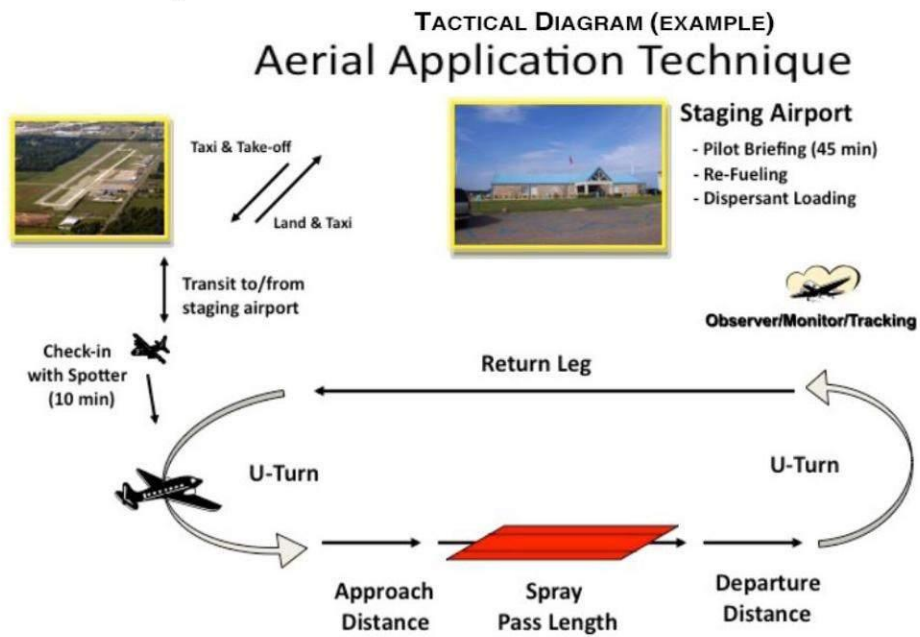 TACTICAL DIAGRAM (EXAMPLE)
Aerial Application Technique
Taxi & Take-off
Land & Taxi
Staging Airport
- Pilot Briefing (45 min)
- Re-Fueling
- Dispersant Loading
Transit to/from
staging airport
Observer/Monitor/Tracking
Check-in
with Spotter
(10 min)
Return Leg
U-Turn
U-Turn
Approach
Distance
Spray
Pass Length
Departure
Distance